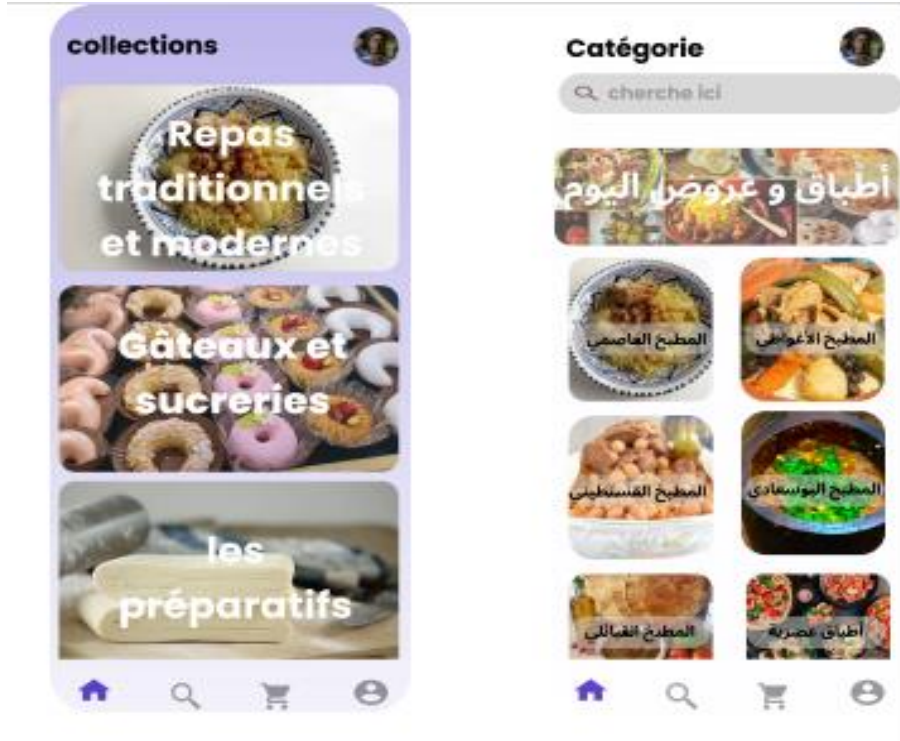 collections
Repas
traditionnels
et modernes
Gâteaux et
sucreries
les
préparatifs
Catégorie
cherche ici
أطباق و عروض اليوم
المطبخ العاصمي
المطبخ الأغواطي
المطبخ القسنطيني
المطبخ البوسعادي
المطبخ القبائلي
أطباق عصرية